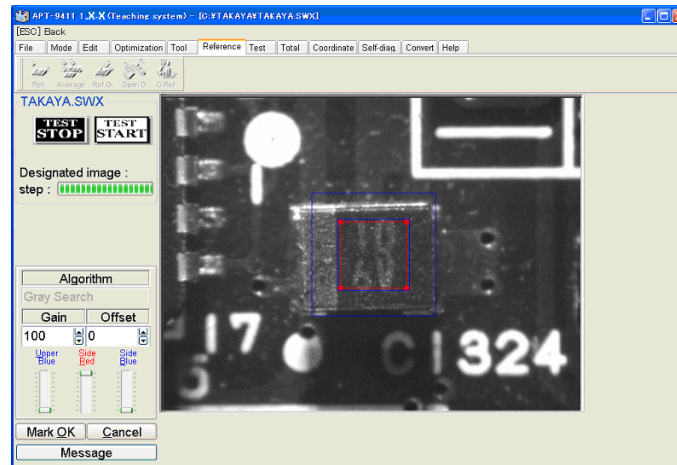 APT-9411 1.X-X (Teaching system) - [C:¥TAKAYA¥TAKAYA.SWX]
[ESC] Back
File Mode Edit Optimization Tool Reference Test Total Coordinate Self-diag. Convert Help
Ref. Average Ref.O. Open O. O.Ref
TAKAYA.SWX
TEST STOP TEST START
Designated image :
step :
Algorithm
Gray Search
Gain Offset
100 0
Upper Blue Side Red Side Blue
17 C1324
5
Mark OK Cancel
Message